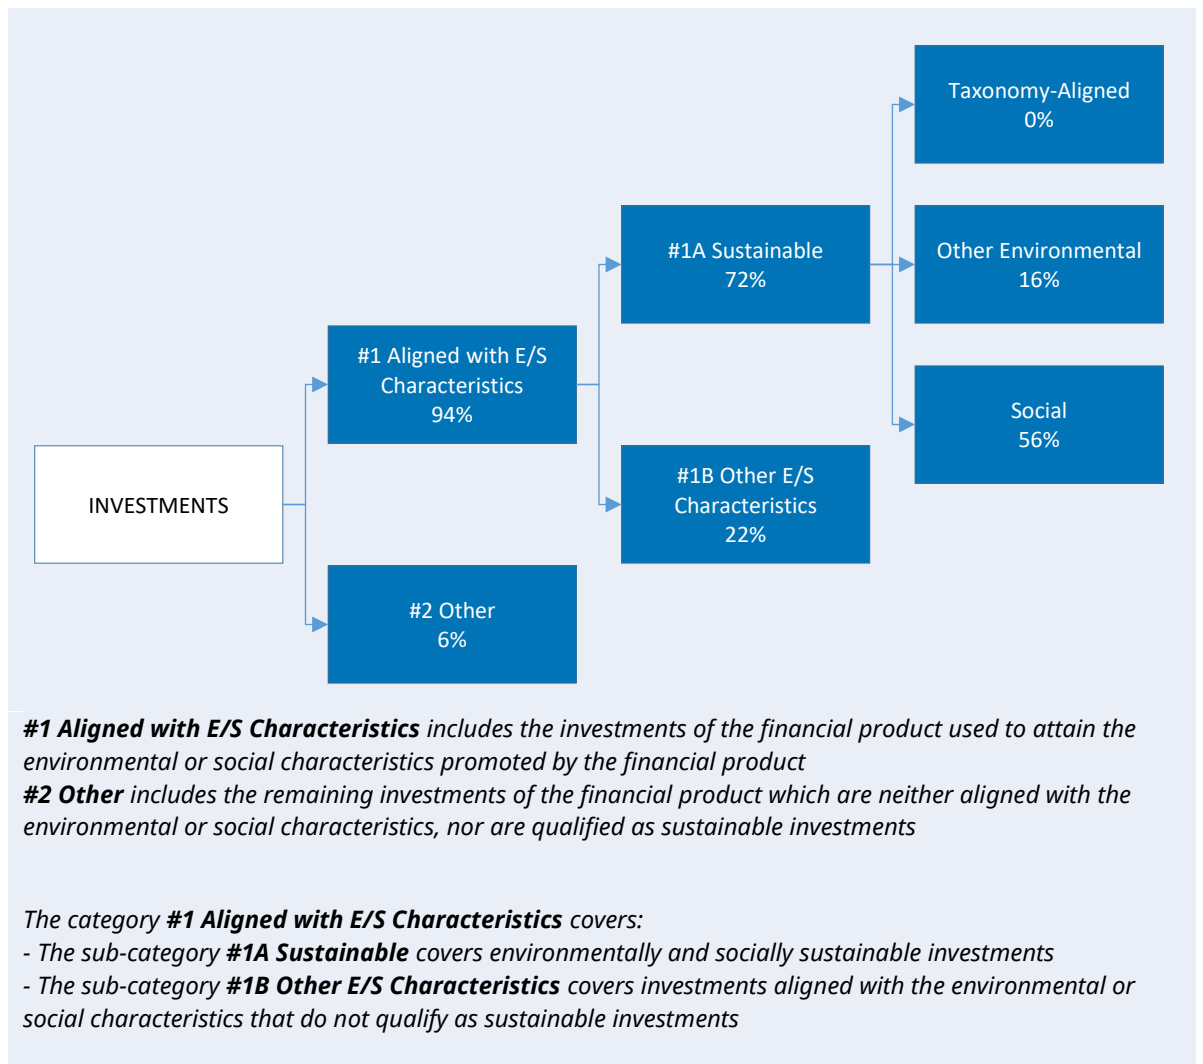 Taxonomy-Aligned
0%
#1A Sustainable
72%
Other Environmental
16%
#1 Aligned with E/S
Characteristics
94%
Social
56%
INVESTMENTS
#1B Other E/S
Characteristics
22%
#2 Other
6%
#1 Aligned with E/S Characteristics includes the investments of the financial product used to attain the
environmental or social characteristics promoted by the financial product
#2 Other includes the remaining investments of the financial product which are neither aligned with the
environmental or social characteristics, nor are qualified as sustainable investments
The category #1 Aligned with E/S Characteristics covers:
- The sub-category #1A Sustainable covers environmentally and socially sustainable investments
- The sub-category #1B Other E/S Characteristics covers investments aligned with the environmental or
social characteristics that do not qualify as sustainable investments